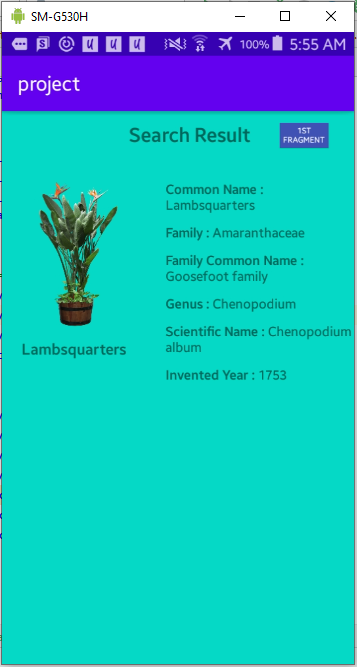 SM-G530H
100% 5:55 AM
project
Search Result
1ST
FRAGMENT
Common Name :
Lambsquarters
Family : Amaranthaceae
Family Common Name :
Goosefoot family
Genus : Chenopodium
Scientific Name : Chenopodium
album
Invented Year : 1753
Lambsquarters